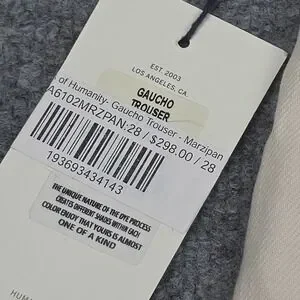 EST. 2003
LOS ANGELES, CA
GAUCHO
TROUSER
of Humanity- Gaucho Trouser - Marzipan
A6102MRZPAN:28 / $298.00 / 28
193693434143
THE UNIQUE NATURE OF THE DYE PROCESS
CREATES DIFFERENT SHADES WITHIN EACH
COLOR ENJOY THAT YOURS IS ALMOST
ONE OF A KIND
HUM